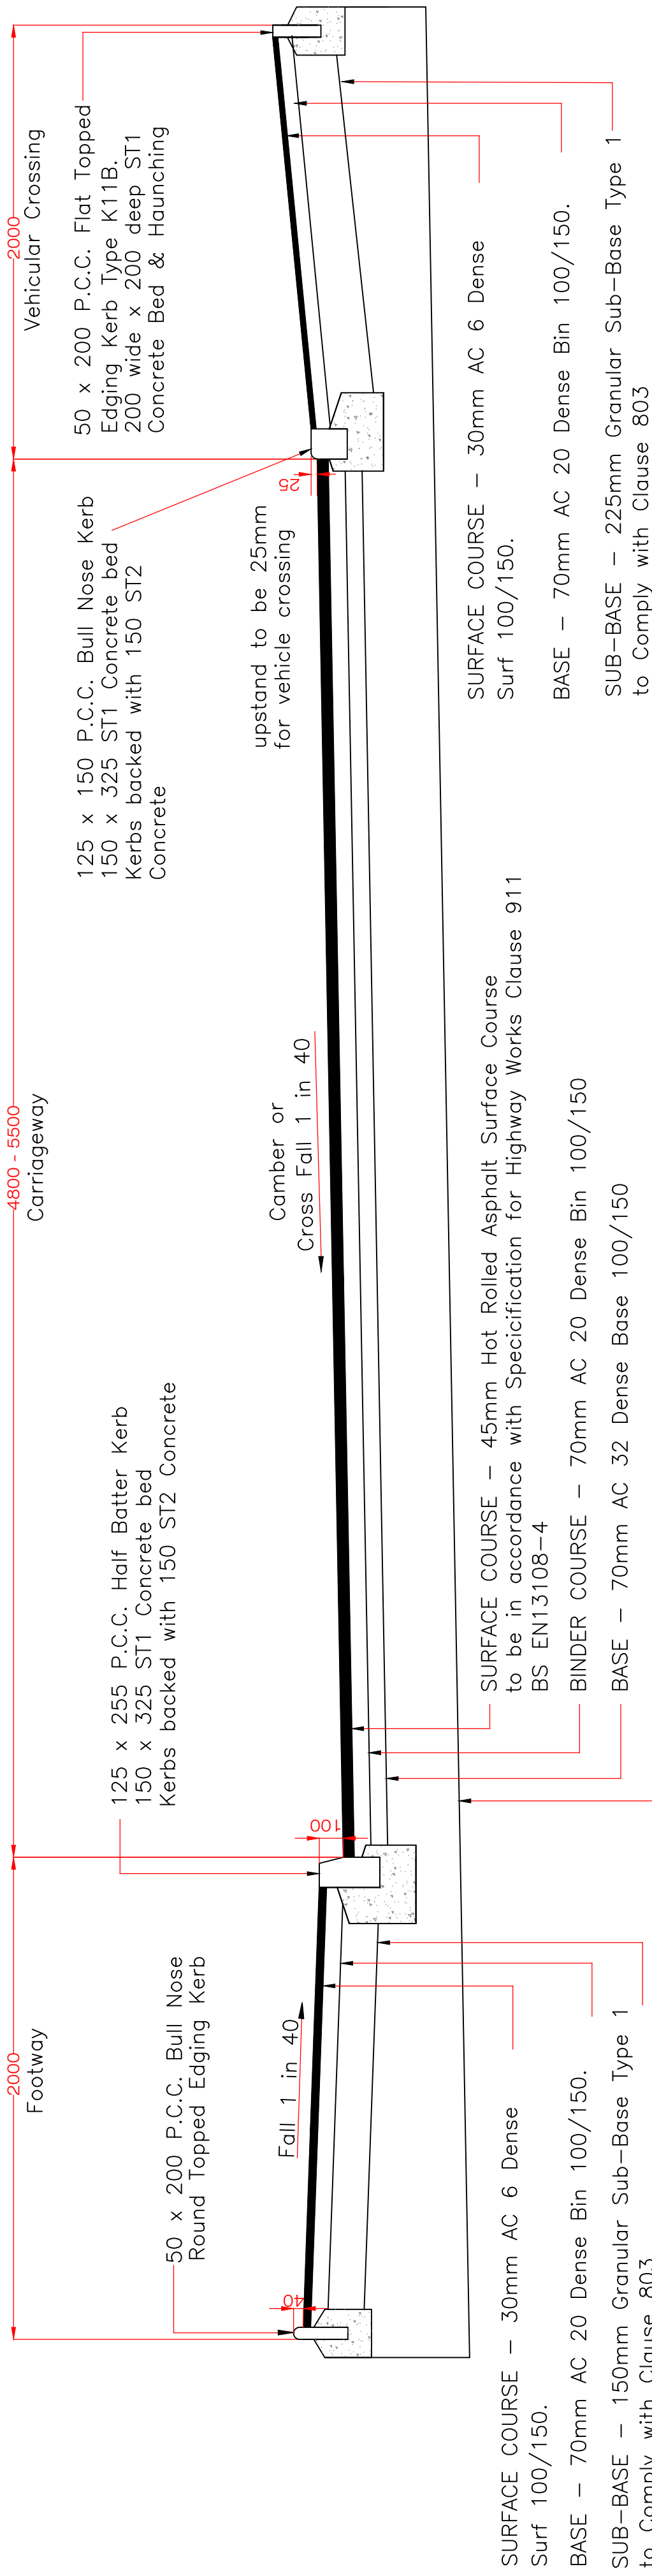 2000
Footway
4800 - 5500
Carriageway
2000
Vehicular Crossing
50 x 200 P.C.C. Bull Nose
Round Topped Edging Kerb
125 x 255 P.C.C. Half Batter Kerb
150 x 325 ST1 Concrete bed
Kerbs backed with 150 ST2 Concrete
125 x 150 P.C.C. Bull Nose Kerb
150 x 325 ST1 Concrete bed
Kerbs backed with 150 ST2
Concrete
50 x 200 P.C.C. Flat Topped
Edging Kerb Type K11B.
200 wide x 200 deep ST1
Concrete Bed & Haunching
40
Fall 1 in 40
100
Camber or
Cross Fall 1 in 40
upstand to be 25mm
for vehicle crossing
25
SURFACE COURSE - 30mm AC 6 Dense
Surf 100/150.
BASE - 70mm AC 20 Dense Bin 100/150.
SUB-BASE - 150mm Granular Sub-Base Type 1
to Comply with Clause 803
SURFACE COURSE - 45mm Hot Rolled Asphalt Surface Course
to be in accordance with Specicification for Highway Works Clause 911
BS EN13108-4
BINDER COURSE - 70mm AC 20 Dense Bin 100/150
BASE - 70mm AC 32 Dense Base 100/150
SURFACE COURSE - 30mm AC 6 Dense
Surf 100/150.
BASE - 70mm AC 20 Dense Bin 100/150.
SUB-BASE - 225mm Granular Sub-Base Type 1
to Comply with Clause 803